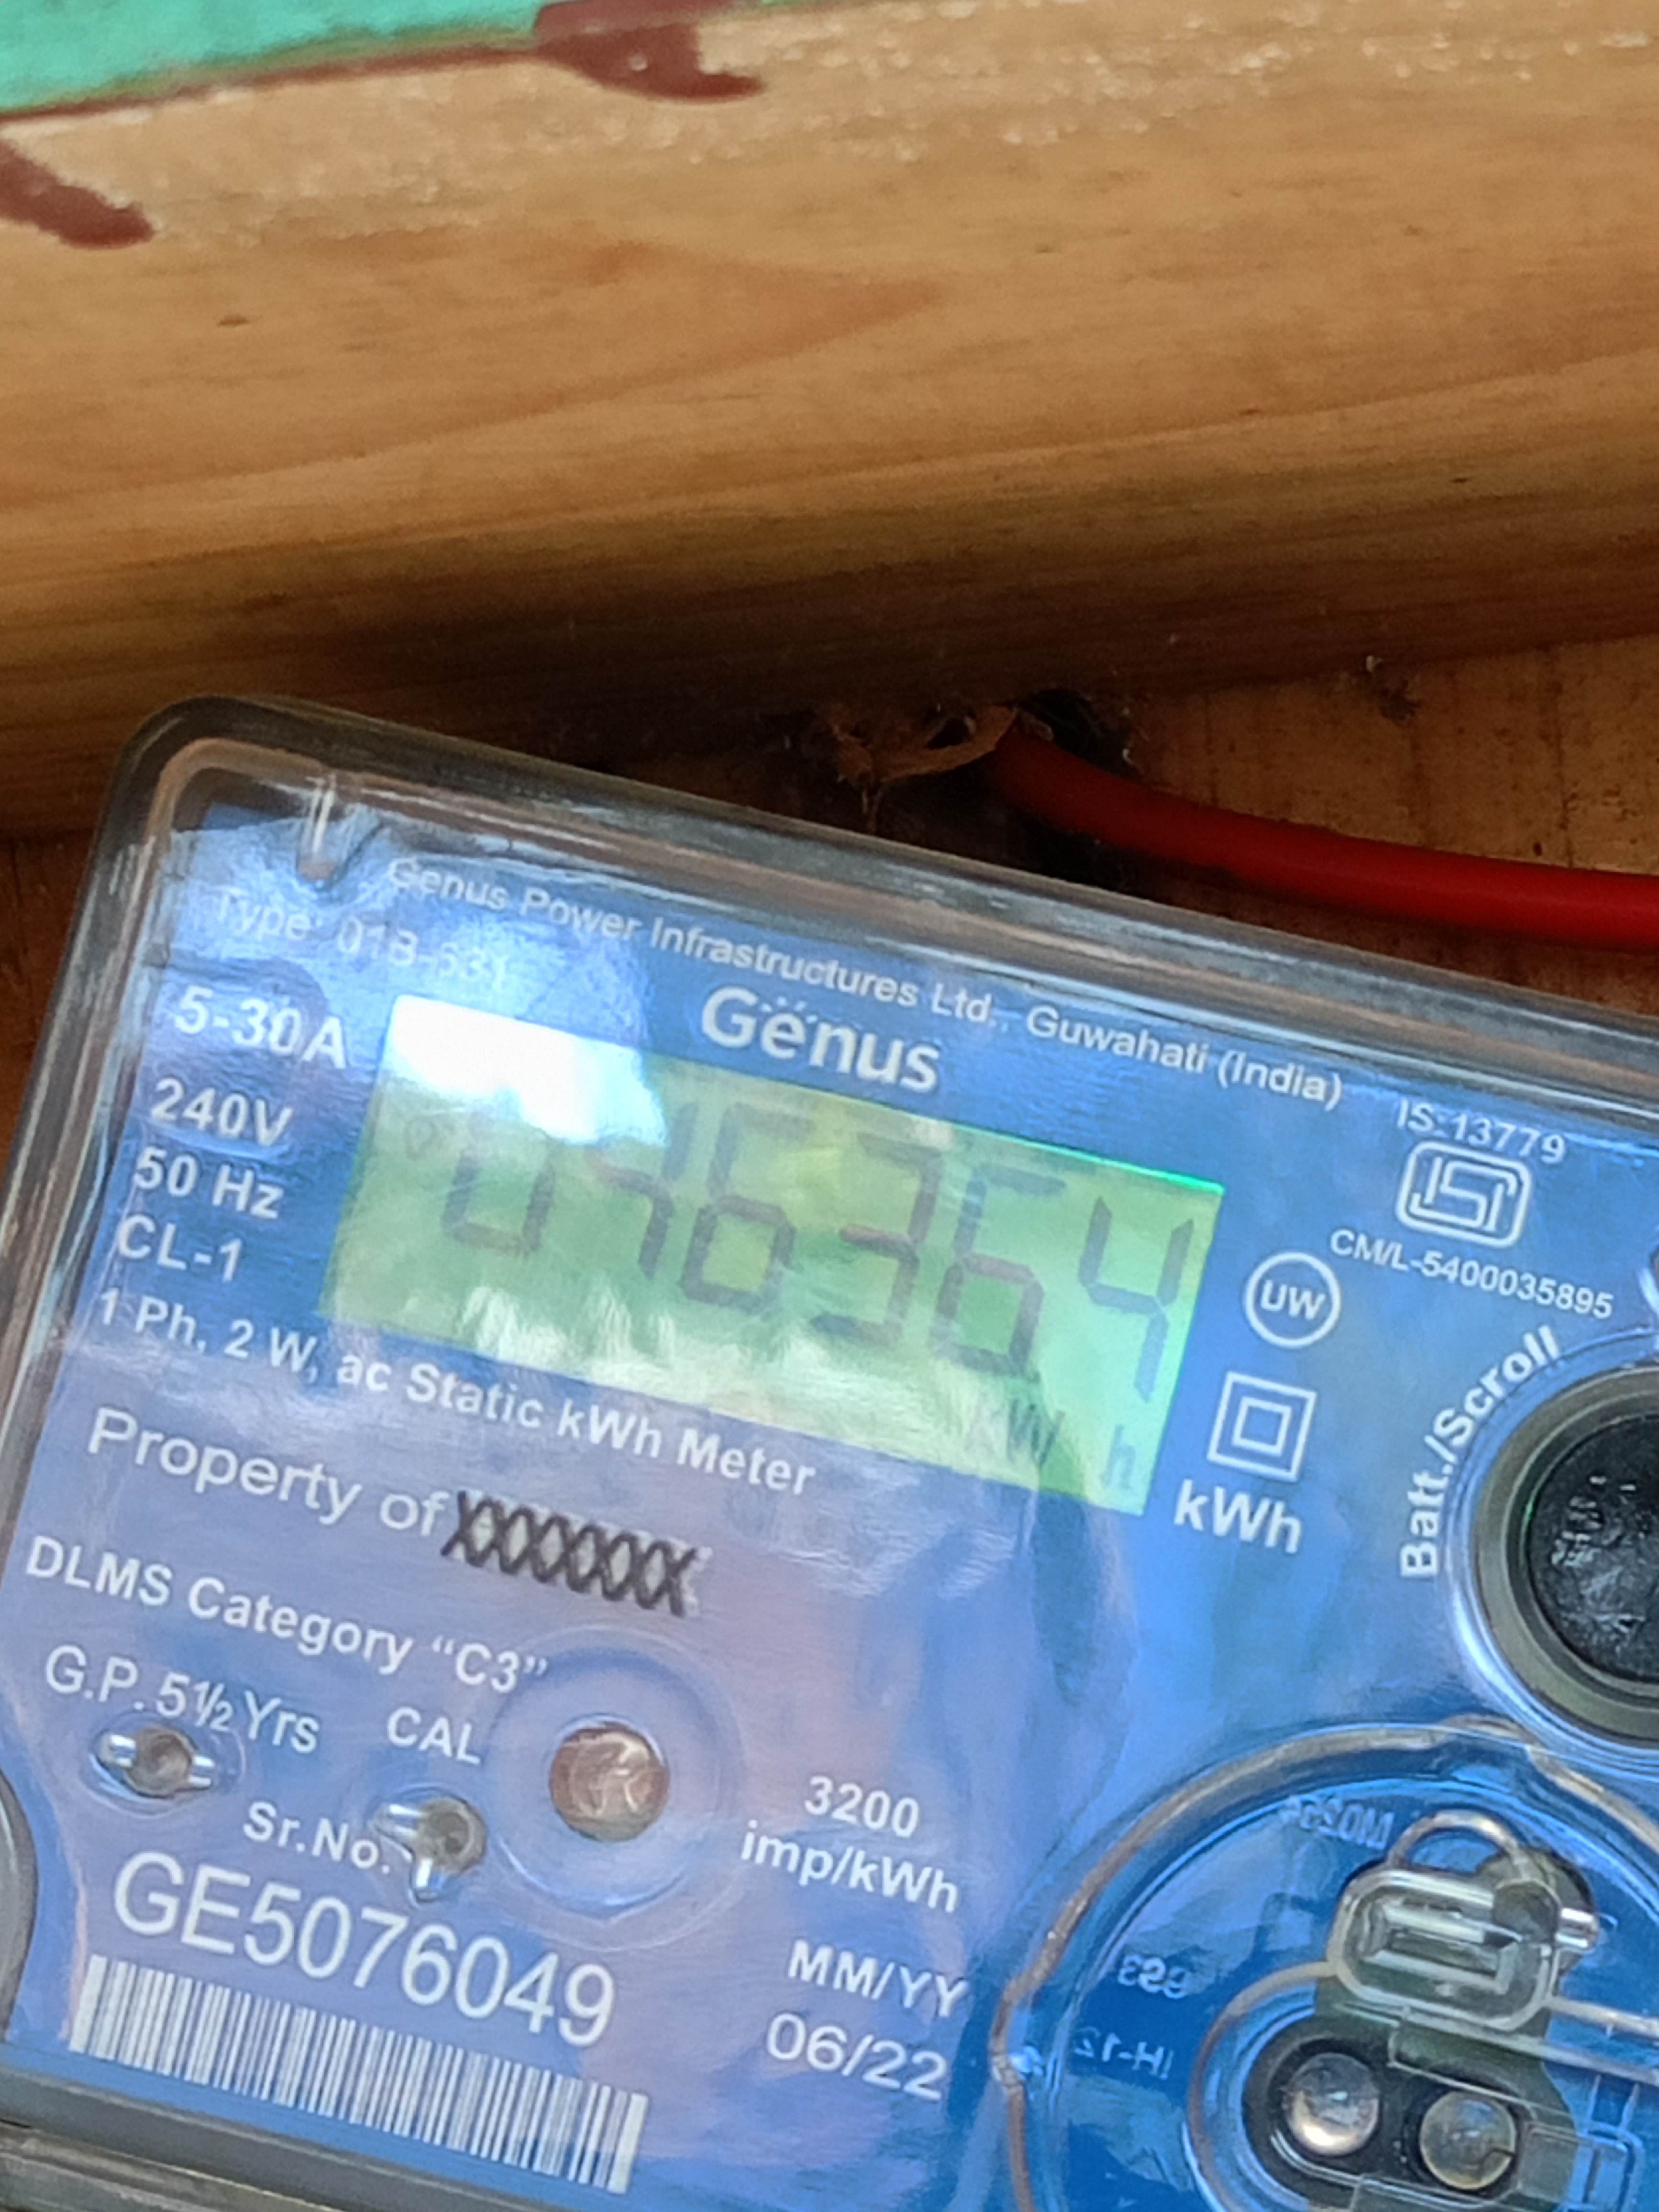 Genus Power Infrastructures Ltd., Guwahati (India)
Type: 01B-631
Genus
IS:13779
5-30A
240V
50 Hz
CL-1
CM/L-5400035895
UW
1 Ph, 2 W, ac Static kWh Meter
kWh
Batt./Scroll
Property of XXXXXXX
DLMS Category “C3”
G.P. 5½ Yrs
CAL
3200
imp/kWh
Sr.No.
GE5076049
MM/YY
06/22